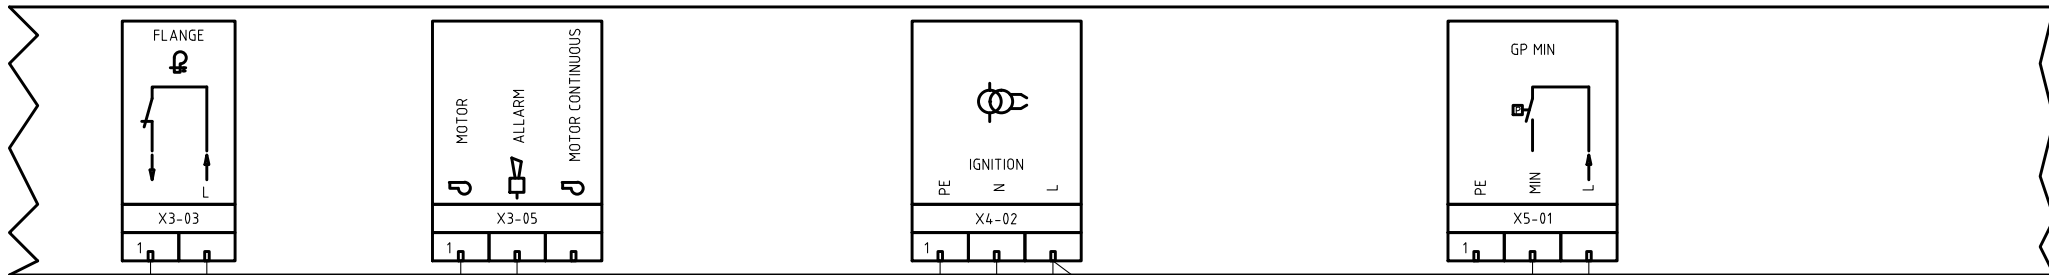 FLANGE
L
X3-03
1
MOTOR
ALLARM
MOTOR CONTINUOUS
X3-05
1
IGNITION
PE
N
L
X4-02
1
GP MIN
P
PE
MIN
L
X5-01
1